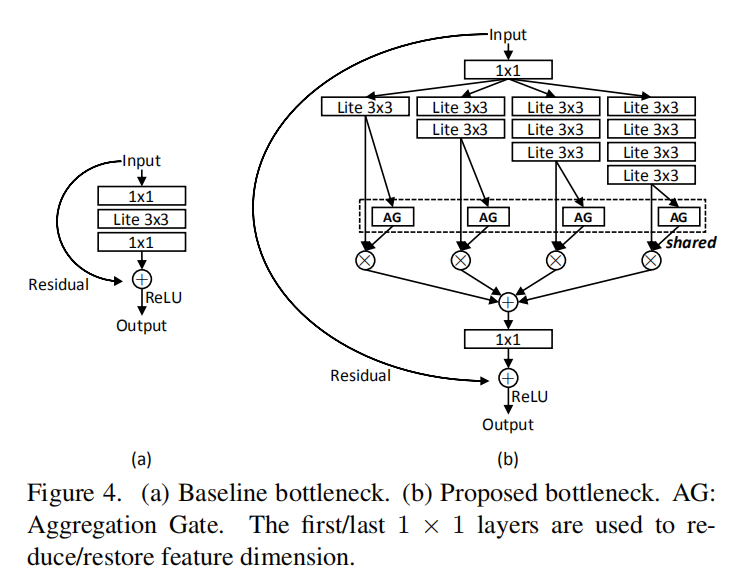 Input
1x1
Lite 3x3
1x1
+
Residual
ReLU
Output
(a)
Input
1x1
Lite 3x3 Lite 3x3 Lite 3x3 Lite 3x3
Lite 3x3 Lite 3x3 Lite 3x3
Lite 3x3 Lite 3x3
Lite 3x3
AG AG AG AG
shared
× × × ×
+
1x1
Residual
+
ReLU
Output
(b)
Figure 4. (a) Baseline bottleneck. (b) Proposed bottleneck. AG:
Aggregation Gate. The first/last 1 × 1 layers are used to re-
duce/restore feature dimension.